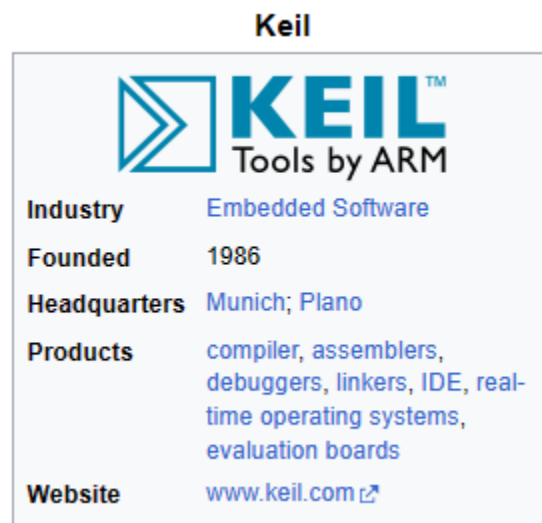 Keil
KEIL™
Tools by ARM
Industry Embedded Software
Founded 1986
Headquarters Munich; Plano
Products compiler, assemblers,
debuggers, linkers, IDE, real-
time operating systems,
evaluation boards
Website www.keil.com